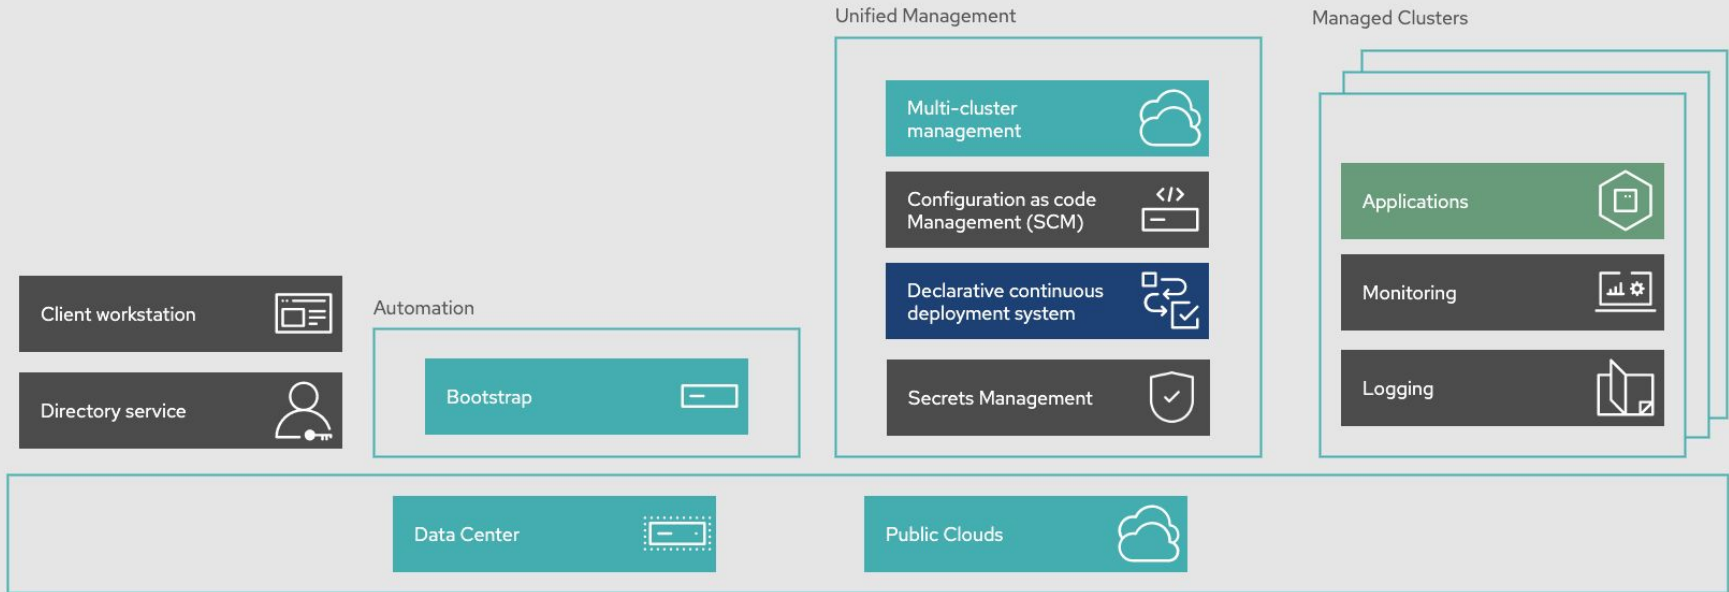 Unified Management
Managed Clusters
Multi-cluster
management
Configuration as code
Management (SCM)
Applications
Declarative continuous
deployment system
Monitoring
Client workstation
Automation
Directory service
Bootstrap
Secrets Management
Logging
Data Center
Public Clouds